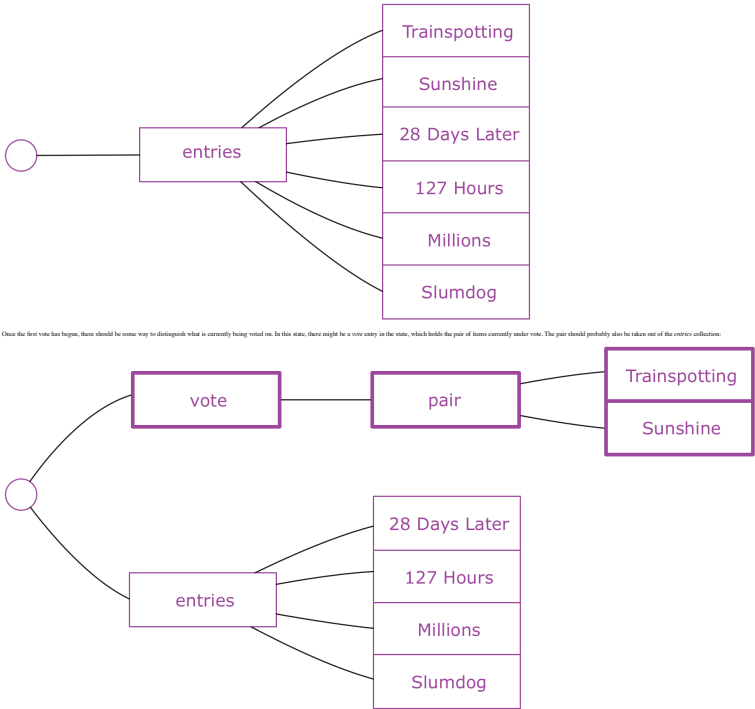 Trainspotting
Sunshine
28 Days Later
entries
127 Hours
Millions
Slumdog
Once the first vote has begun, there should be some way to distinguish what is currently being voted on. In this state, there might be a vote entry in the state, which holds the pair of items currently under vote. The pair should probably also be taken out of the entries collection:
Trainspotting
vote
pair
Sunshine
28 Days Later
127 Hours
entries
Millions
Slumdog